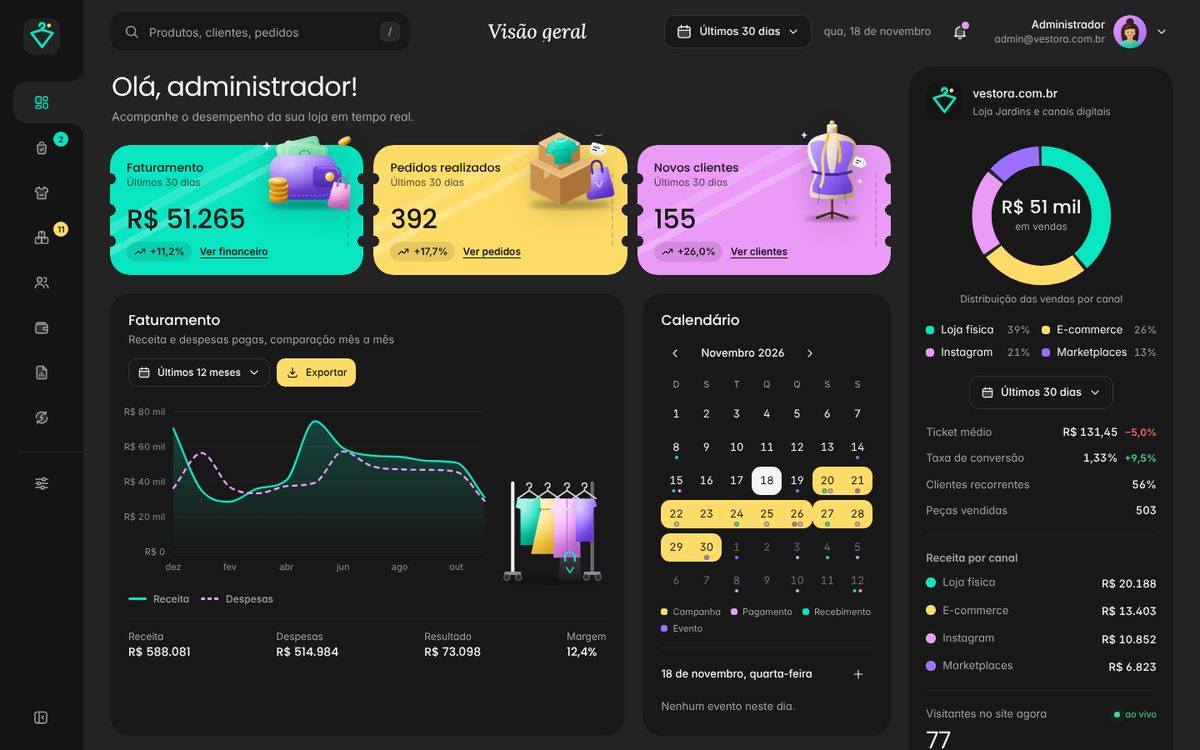 Produtos, clientes, pedidos
/
Visão geral
Últimos 30 dias
qua, 18 de novembro
Administrador
admin@vestora.com.br
2
11
Olá, administrador!
Acompanhe o desempenho da sua loja em tempo real.
Faturamento
Últimos 30 dias
R$ 51.265
+11,2%
Ver financeiro
Pedidos realizados
Últimos 30 dias
392
+17,7%
Ver pedidos
Novos clientes
Últimos 30 dias
155
+26,0%
Ver clientes
Faturamento
Receita e despesas pagas, comparação mês a mês
Últimos 12 meses
Exportar
R$ 80 mil
R$ 60 mil
R$ 40 mil
R$ 20 mil
R$ 0
dez fev abr jun ago out
Receita Despesas
Receita
R$ 588.081
Despesas
R$ 514.984
Resultado
R$ 73.098
Margem
12,4%
Calendário
Novembro 2026
D S T Q Q S S
1 2 3 4 5 6 7
8 9 10 11 12 13 14
15 16 17 18 19 20 21
22 23 24 25 26 27 28
29 30 1 2 3 4 5
6 7 8 9 10 11 12
Campanha Pagamento Recebimento
Evento
18 de novembro, quarta-feira
Nenhum evento neste dia.
vestora.com.br
Loja Jardins e canais digitais
R$ 51 mil
em vendas
Distribuição das vendas por canal
Loja física 39% E-commerce 26%
Instagram 21% Marketplaces 13%
Últimos 30 dias
Ticket médio R$ 131,45 −5,0%
Taxa de conversão 1,33% +9,5%
Clientes recorrentes 56%
Peças vendidas 503
Receita por canal
Loja física R$ 20.188
E-commerce R$ 13.403
Instagram R$ 10.852
Marketplaces R$ 6.823
Visitantes no site agora ao vivo
77